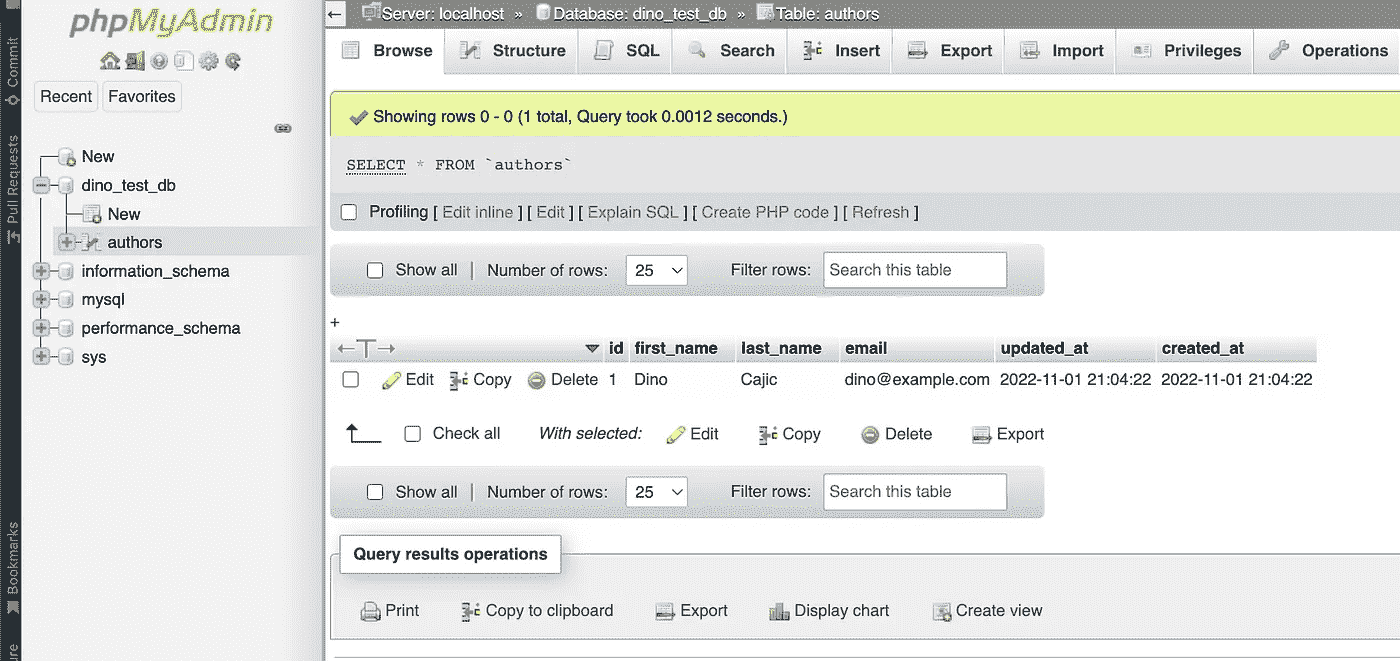 Commit
Pull Requests
Bookmarks
phpMyAdmin
Recent Favorites
New
dino_test_db
New
authors
information_schema
mysql
performance_schema
sys
← Server: localhost » Database: dino_test_db » Table: authors
Browse Structure SQL Search Insert Export Import Privileges Operations
Showing rows 0 - 0 (1 total, Query took 0.0012 seconds.)
SELECT * FROM `authors`
Profiling [ Edit inline ] [ Edit ] [ Explain SQL ] [ Create PHP code ] [ Refresh ]
Show all | Number of rows: 25 Filter rows: Search this table
+
←T→ id first_name last_name email updated_at created_at
Edit Copy Delete 1 Dino Cajic dino@example.com 2022-11-01 21:04:22 2022-11-01 21:04:22
Check all With selected: Edit Copy Delete Export
Show all | Number of rows: 25 Filter rows: Search this table
Query results operations
Print Copy to clipboard Export Display chart Create view